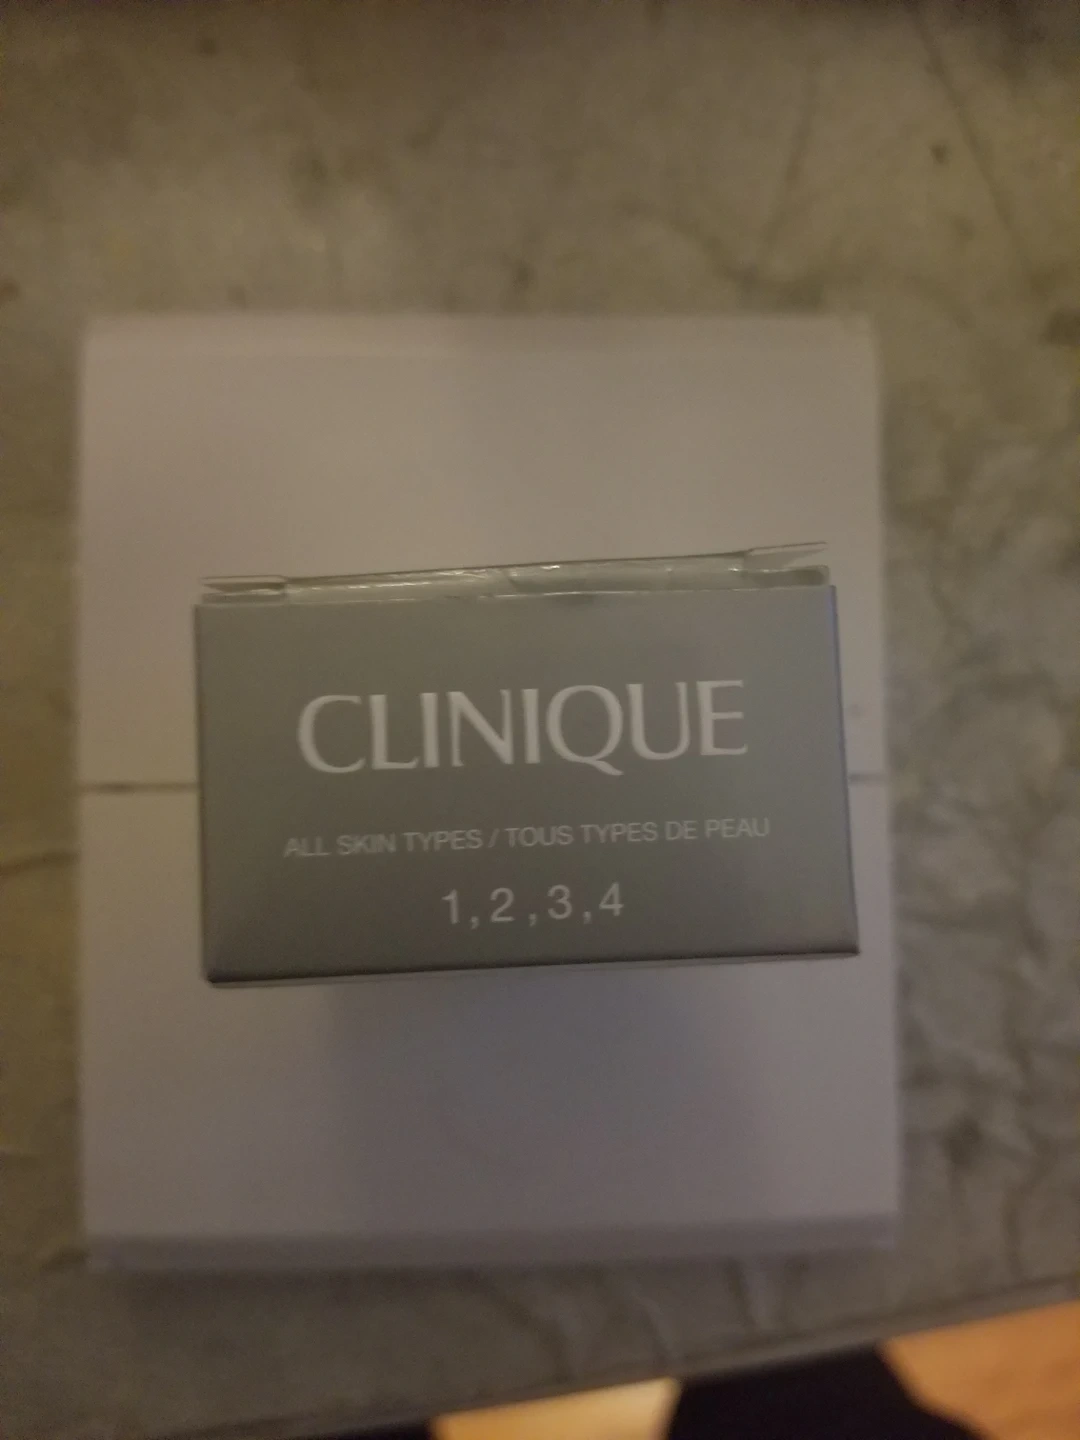 CLINIQUE
ALL SKIN TYPES / TOUS TYPES DE PEAU
1, 2, 3, 4